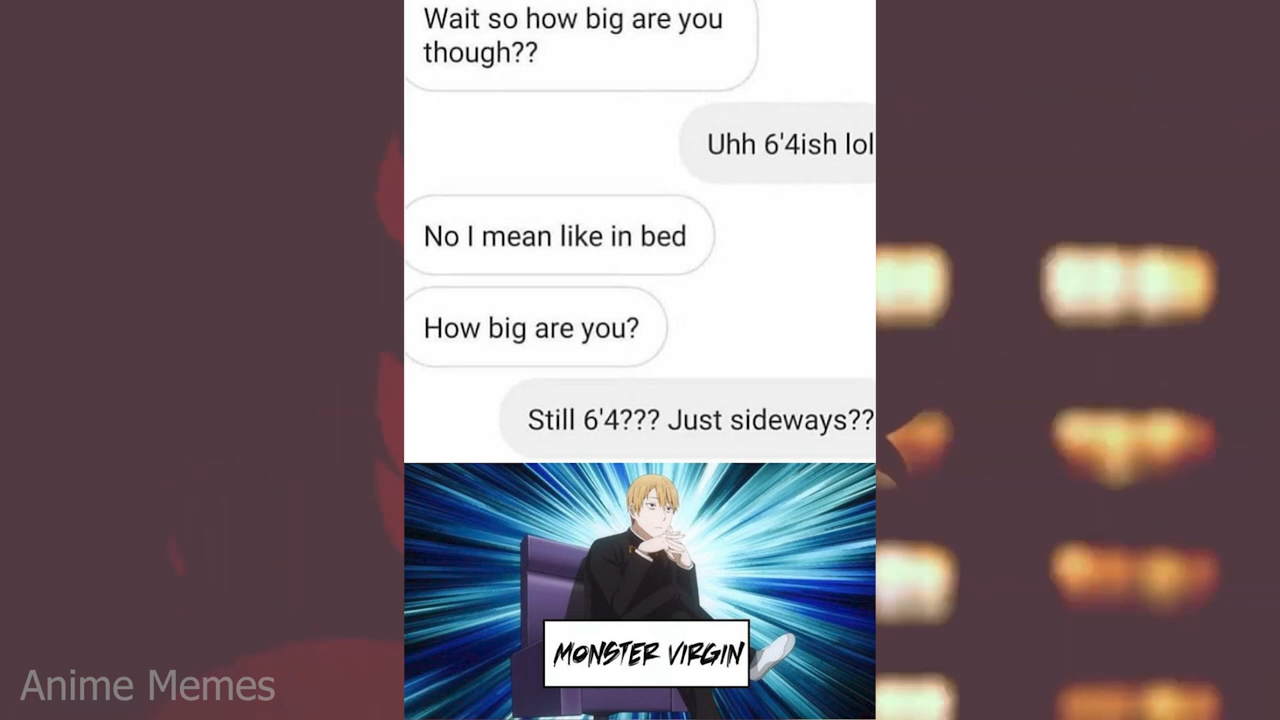 Wait so how big are you
though??
Uhh 6'4ish lol
No I mean like in bed
How big are you?
Still 6'4??? Just sideways??
MONSTER VIRGIN
Anime Memes